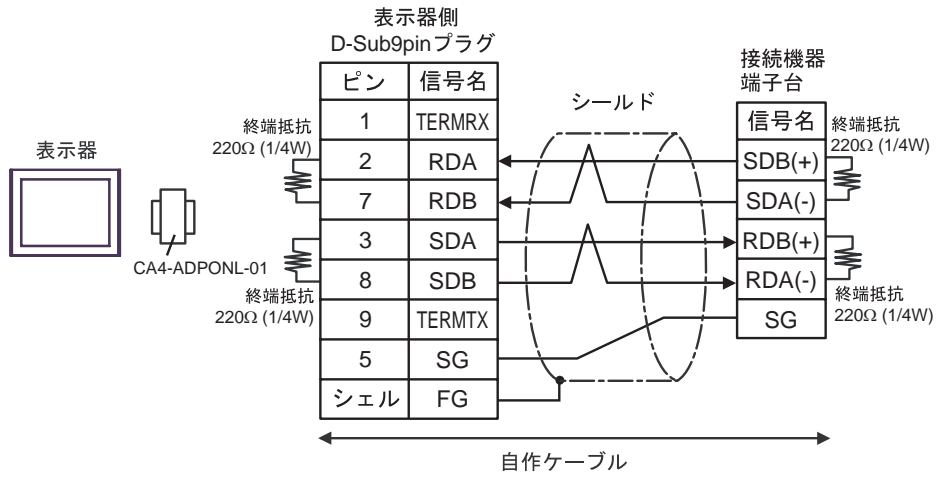 表示器側
D-Sub9pinプラグ
ピン 信号名
1 TERMRX
2 RDA
7 RDB
3 SDA
8 SDB
9 TERMTX
5 SG
シェル FG
終端抵抗
220Ω (1/4W)
終端抵抗
220Ω (1/4W)
表示器
CA4-ADPONL-01
シールド
接続機器
端子台
信号名
SDB(+)
SDA(-)
RDB(+)
RDA(-)
SG
終端抵抗
220Ω (1/4W)
終端抵抗
220Ω (1/4W)
自作ケーブル